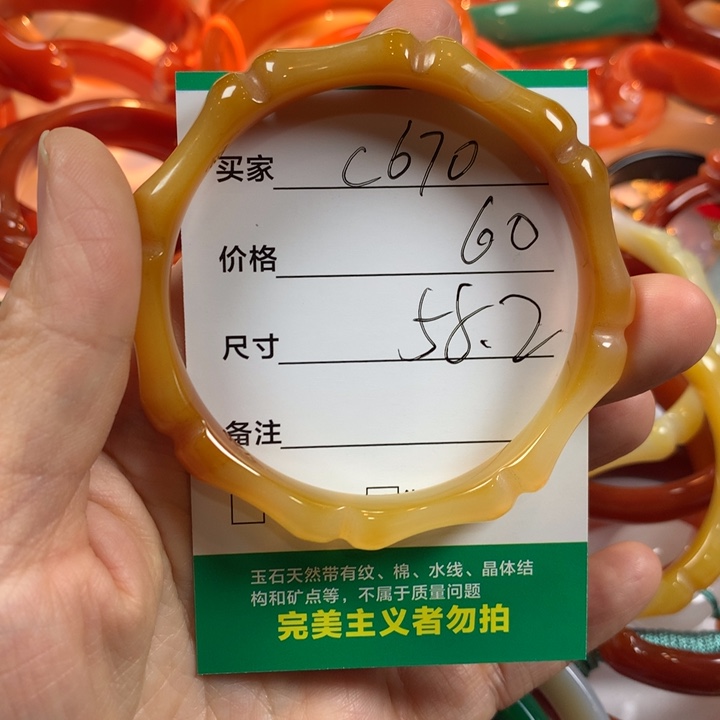 买家 C670
价格 60
尺寸 58.2
备注
玉石天然带有纹、棉、水线、晶体结
构和矿点等，不属于质量问题
完美主义者勿拍